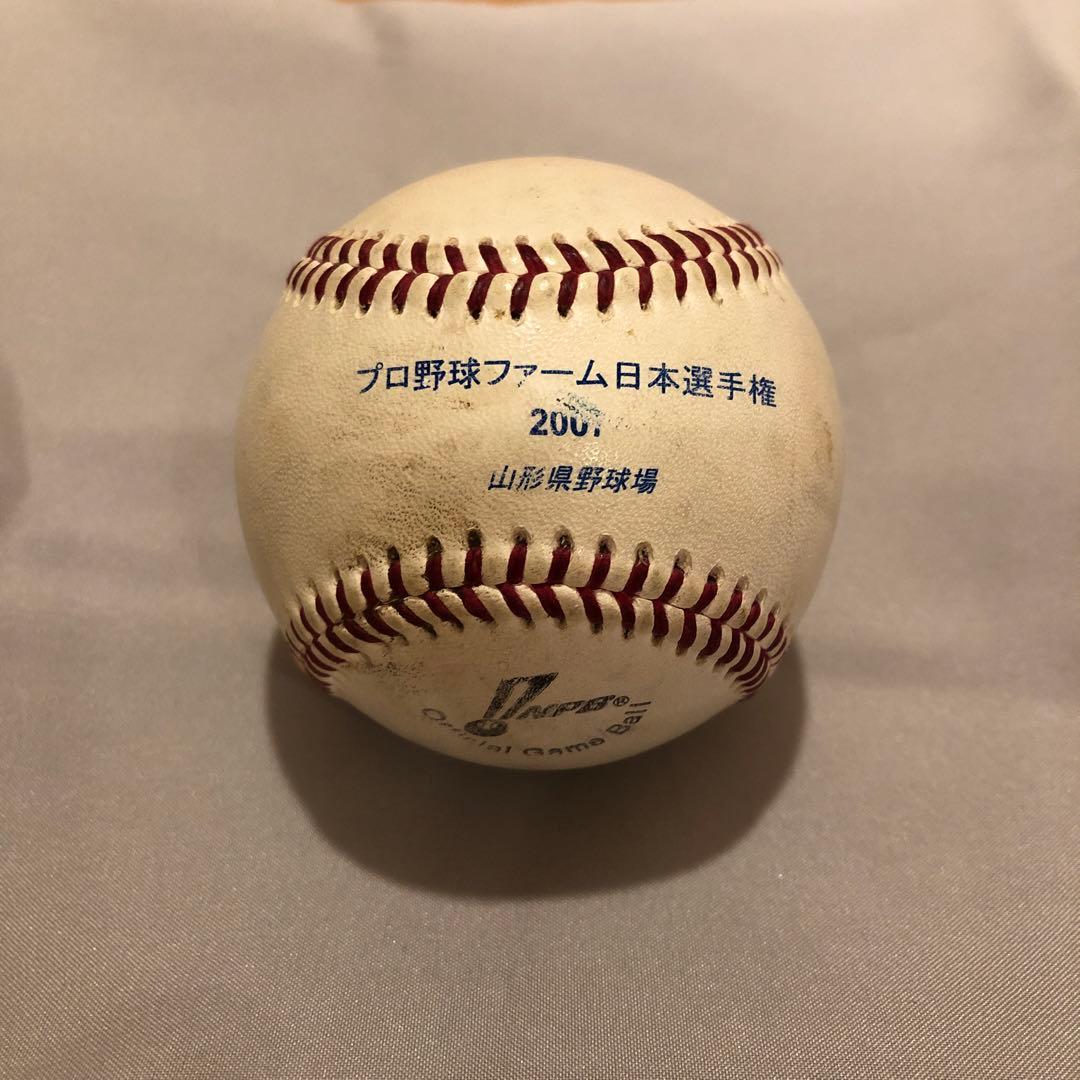 プロ野球ファーム日本選手権
2007
山形県野球場
NPB®
Official Game Ball